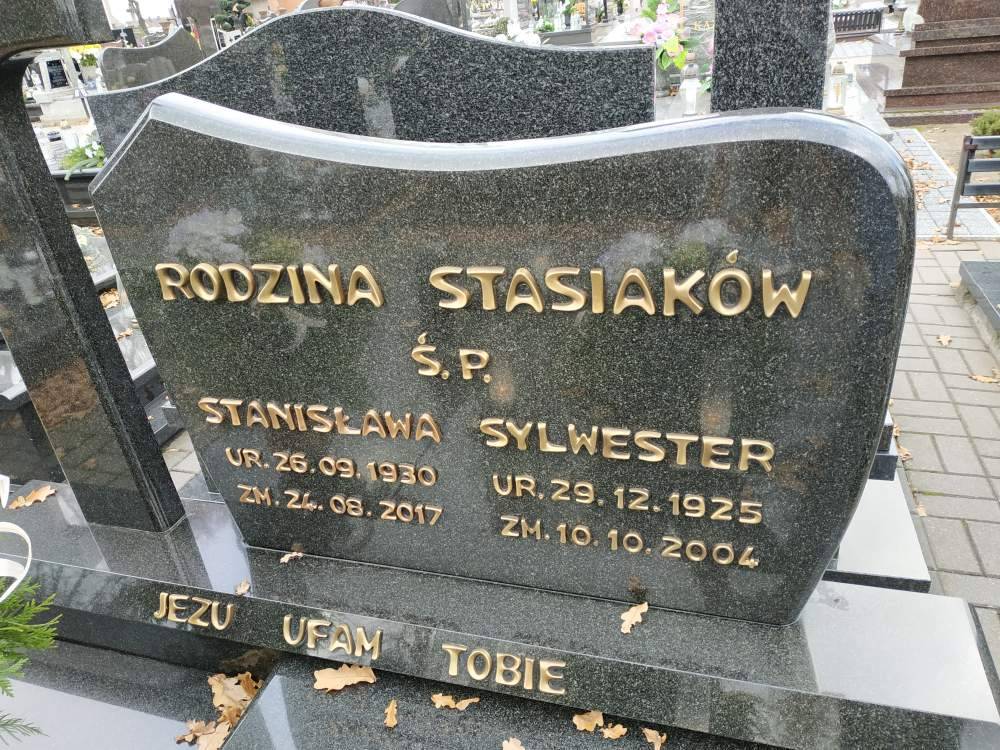 RODZINA STASIAKÓW
Ś.P.
STANISŁAWA
UR. 26.09.1930
ZM. 24.08.2017
SYLWESTER
UR. 29.12.1925
ZM. 10.10.2004
JEZU UFAM TOBIE